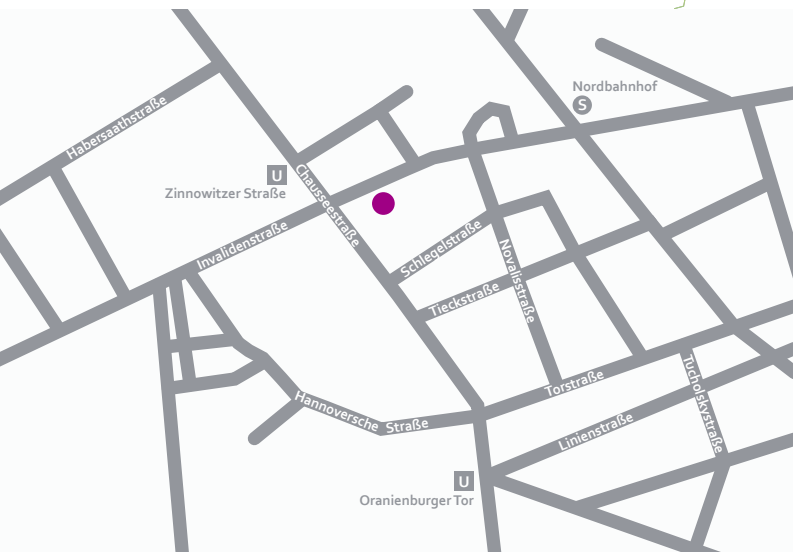 Nordbahnhof
S
Habersaathstraße
U
Zinnowitzer Straße
Chausseestraße
Invalidenstraße
Schlegelstraße
Novalisstraße
Tieckstraße
Torstraße
Tucholskystraße
Hannoversche Straße
Linienstraße
U
Oranienburger Tor